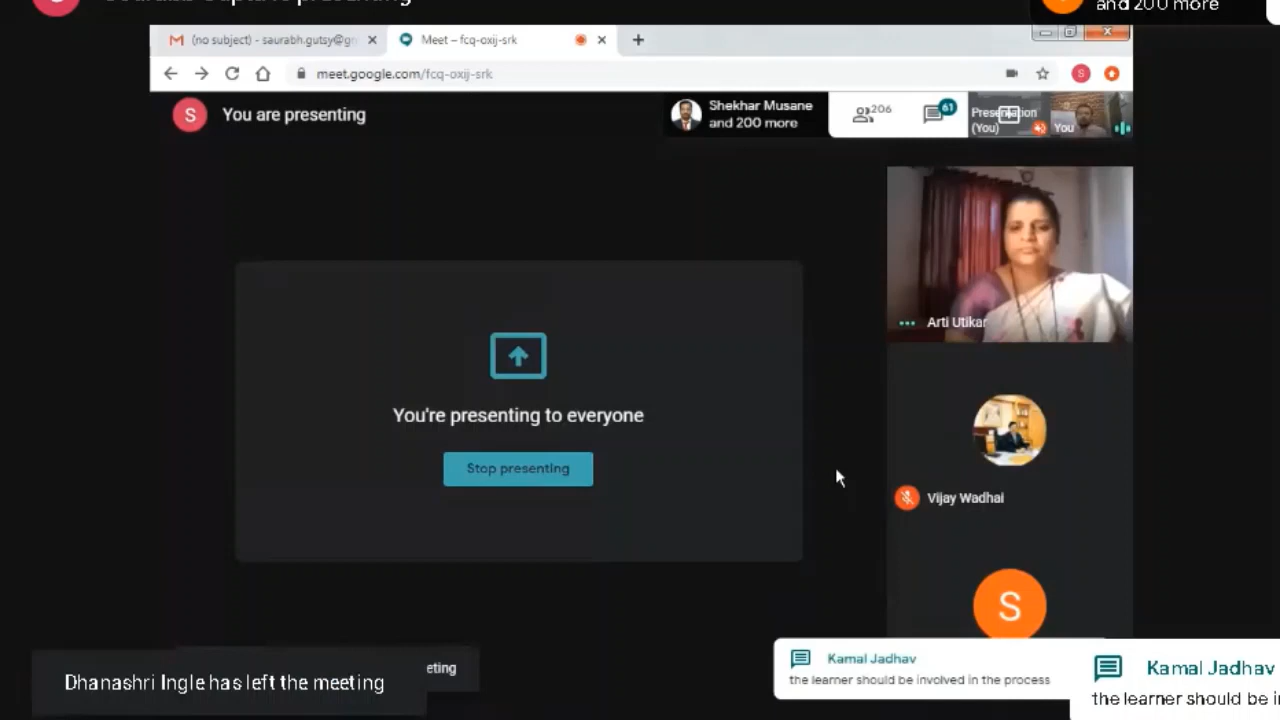 and 200 more
(no subject) - saurabh.gutsy@g
Meet – fcq-oxij-srk
meet.google.com/fcq-oxij-srk
S
S
You are presenting
Shekhar Musane
and 200 more
206
61
Presentation
(You)
You
Arti Utikar
You're presenting to everyone
Stop presenting
Vijay Wadhai
S
eting
Dhanashri Ingle has left the meeting
Kamal Jadhav
the learner should be involved in the process
Kamal Jadhav
the learner should be i